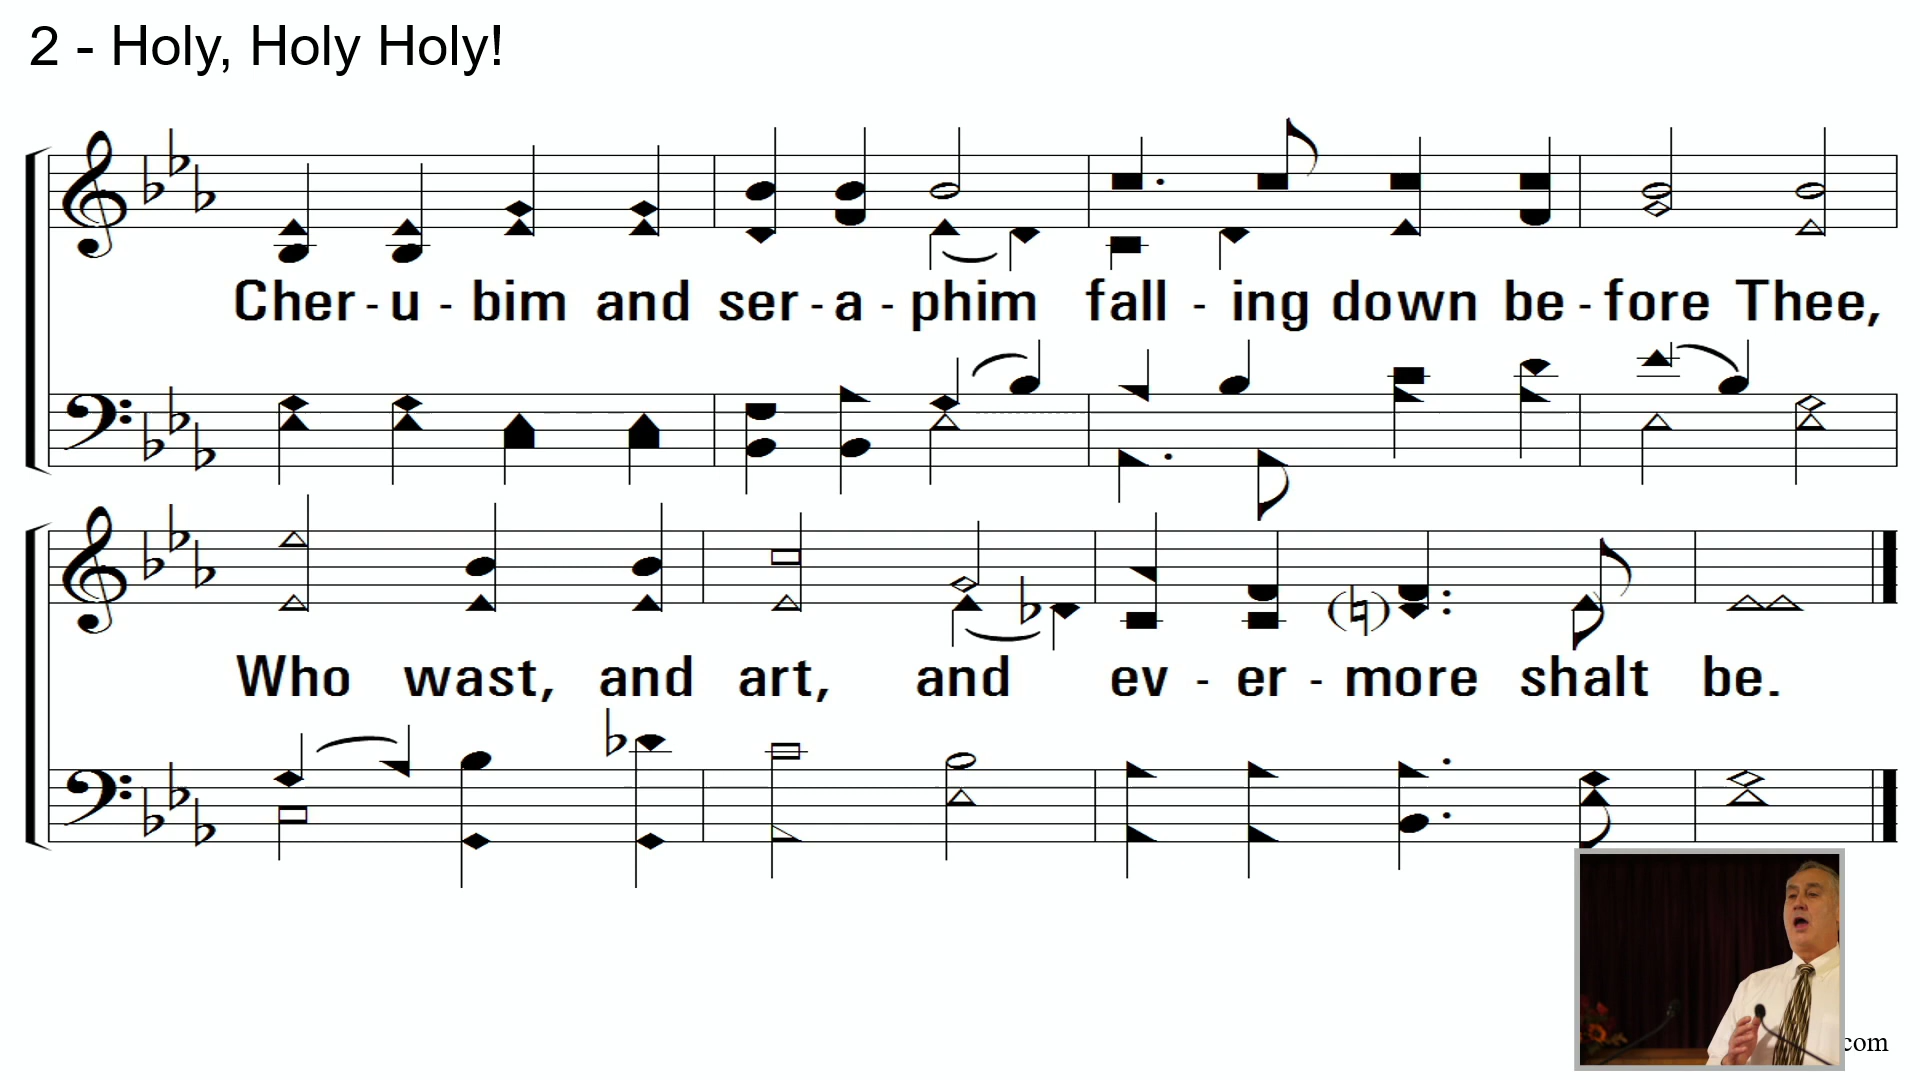 2 - Holy, Holy Holy!
Cher - u - bim and ser - a - phim fall - ing down be - fore Thee,
Who wast, and art, and ev - er - more shalt be.
com